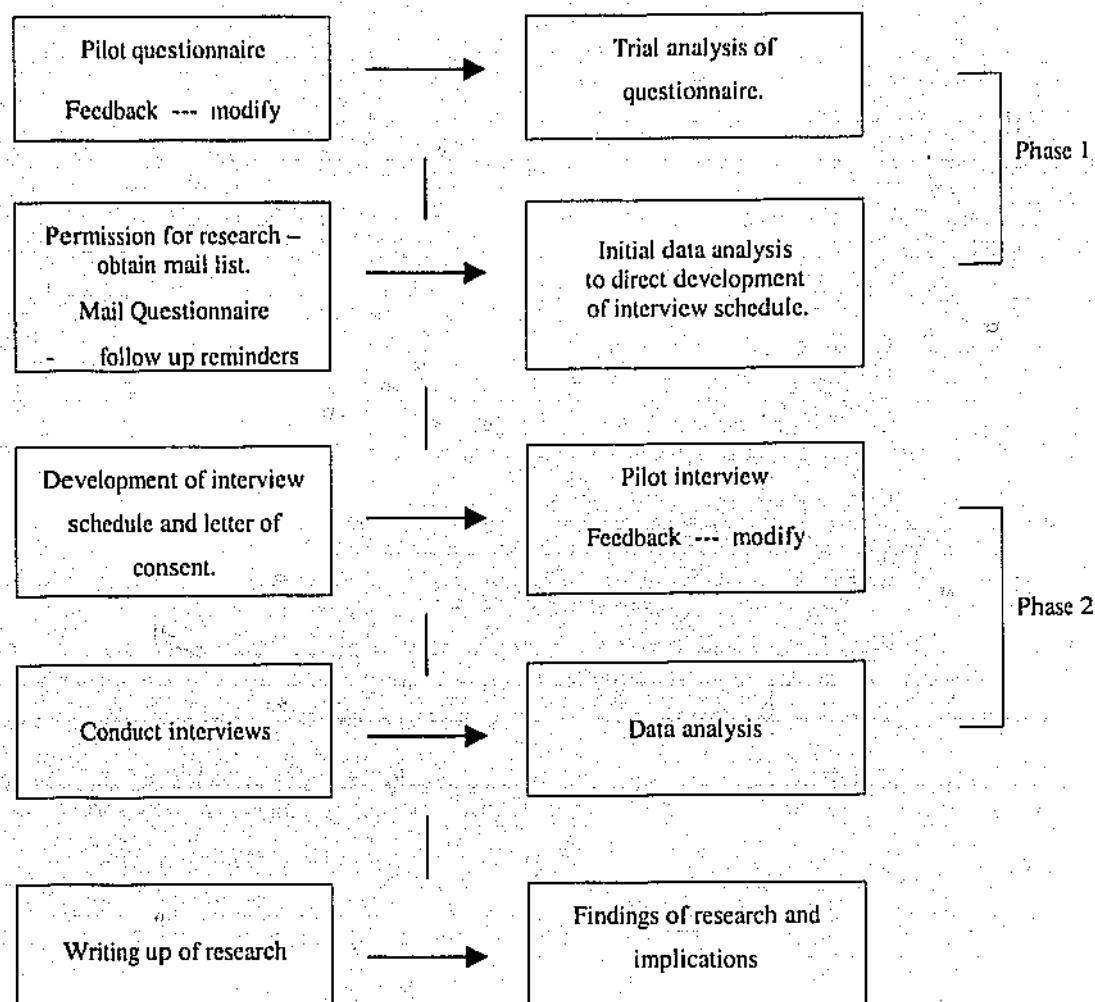 Pilot questionnaire
Feedback --- modify
Trial analysis of
questionnaire.
Phase 1
Permission for research –
obtain mail list.
Mail Questionnaire
- follow up reminders
Initial data analysis
to direct development
of interview schedule.
Development of interview
schedule and letter of
consent.
Pilot interview
Feedback --- modify
Phase 2
Conduct interviews
Data analysis
Writing up of research
Findings of research and
implications